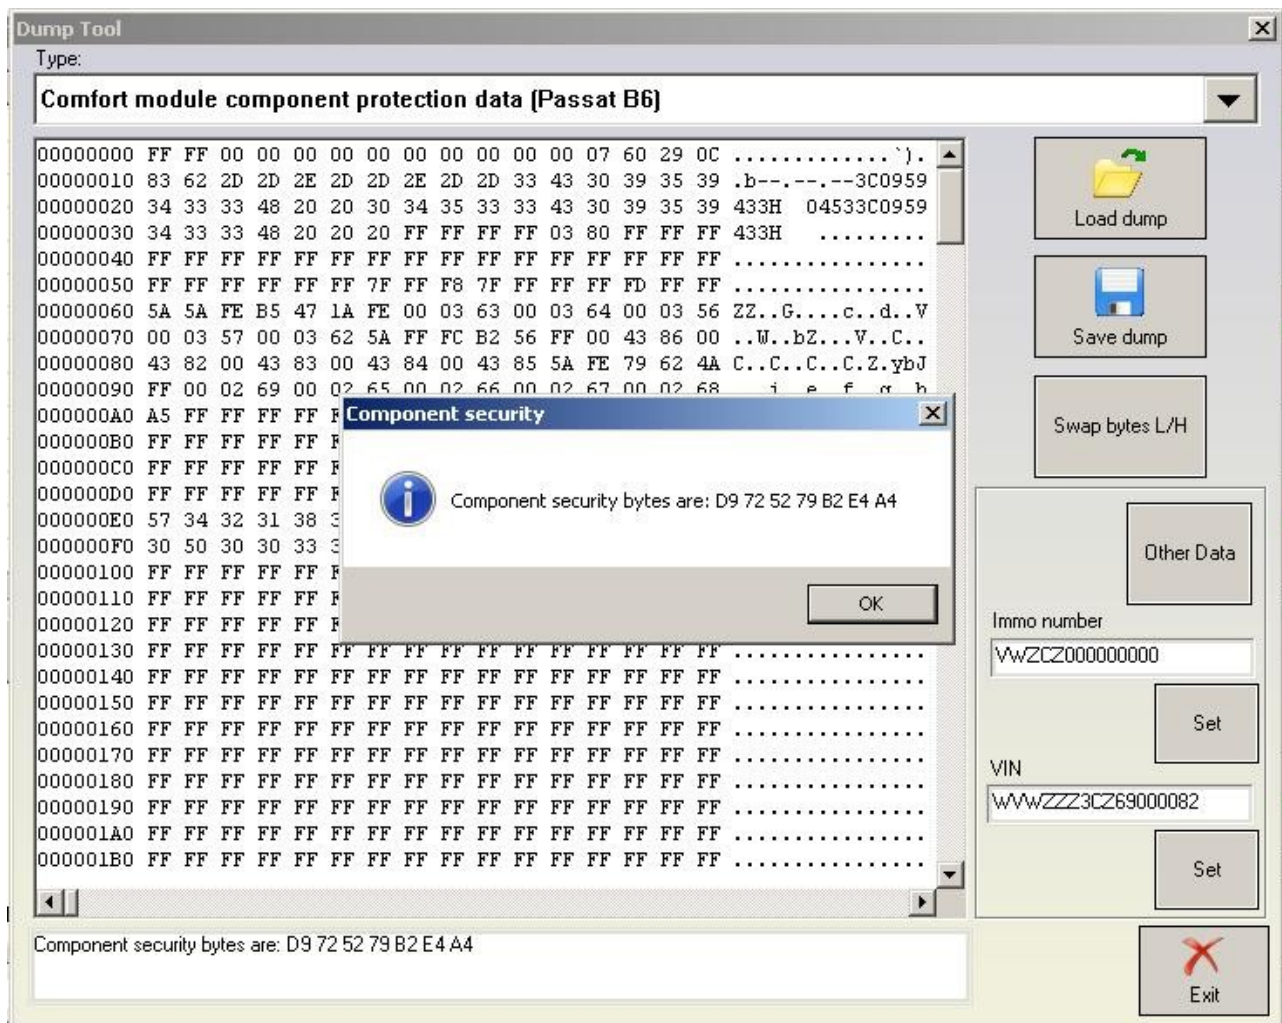 Dump Tool
Type:
Comfort module component protection data (Passat B6)
00000000 FF FF 00 00 00 00 00 00 00 00 00 00 07 60 29 0C .............`).
00000010 83 62 2D 2D 2E 2D 2D 2E 2D 2D 33 43 30 39 35 39 .b--.--.--3C0959
00000020 34 33 33 48 20 20 30 34 35 33 33 43 30 39 35 39 433H  04533C0959
00000030 34 33 33 48 20 20 20 FF FF FF FF 03 80 FF FF FF 433H   .........
00000040 FF FF FF FF FF FF FF FF FF FF FF FF FF FF FF FF ................
00000050 FF FF FF FF FF FF 7F FF F8 7F FF FF FF FD FF FF ................
00000060 5A 5A FE B5 47 1A FE 00 03 63 00 03 64 00 03 56 ZZ..G....c..d..V
00000070 00 03 57 00 03 62 5A FF FC B2 56 FF 00 43 86 00 ..W..bZ...V..C..
00000080 43 82 00 43 83 00 43 84 00 43 85 5A FE 79 62 4A C..C..C..C.Z.ybJ
00000090 FF 00 02 69 00 02 65 00 02 66 00 02 67 00 02 68 ...i..e..f..g..h
000000A0 A5 FF FF FF FF
000000B0 FF FF FF FF FF
000000C0 FF FF FF FF FF
000000D0 FF FF FF FF FF
000000E0 57 34 32 31 38
000000F0 30 50 30 30 33
00000100 FF FF FF FF FF
00000110 FF FF FF FF FF
00000120 FF FF FF FF FF
00000130 FF FF FF FF FF FF FF FF FF FF FF FF FF FF FF FF ................
00000140 FF FF FF FF FF FF FF FF FF FF FF FF FF FF FF FF ................
00000150 FF FF FF FF FF FF FF FF FF FF FF FF FF FF FF FF ................
00000160 FF FF FF FF FF FF FF FF FF FF FF FF FF FF FF FF ................
00000170 FF FF FF FF FF FF FF FF FF FF FF FF FF FF FF FF ................
00000180 FF FF FF FF FF FF FF FF FF FF FF FF FF FF FF FF ................
00000190 FF FF FF FF FF FF FF FF FF FF FF FF FF FF FF FF ................
000001A0 FF FF FF FF FF FF FF FF FF FF FF FF FF FF FF FF ................
000001B0 FF FF FF FF FF FF FF FF FF FF FF FF FF FF FF FF ................
Component security
Component security bytes are: D9 72 52 79 B2 E4 A4
OK
Load dump
Save dump
Swap bytes L/H
Other Data
Immo number
VWZCZ000000000
Set
VIN
WVWZZZ3CZ69000082
Set
Component security bytes are: D9 72 52 79 B2 E4 A4
Exit